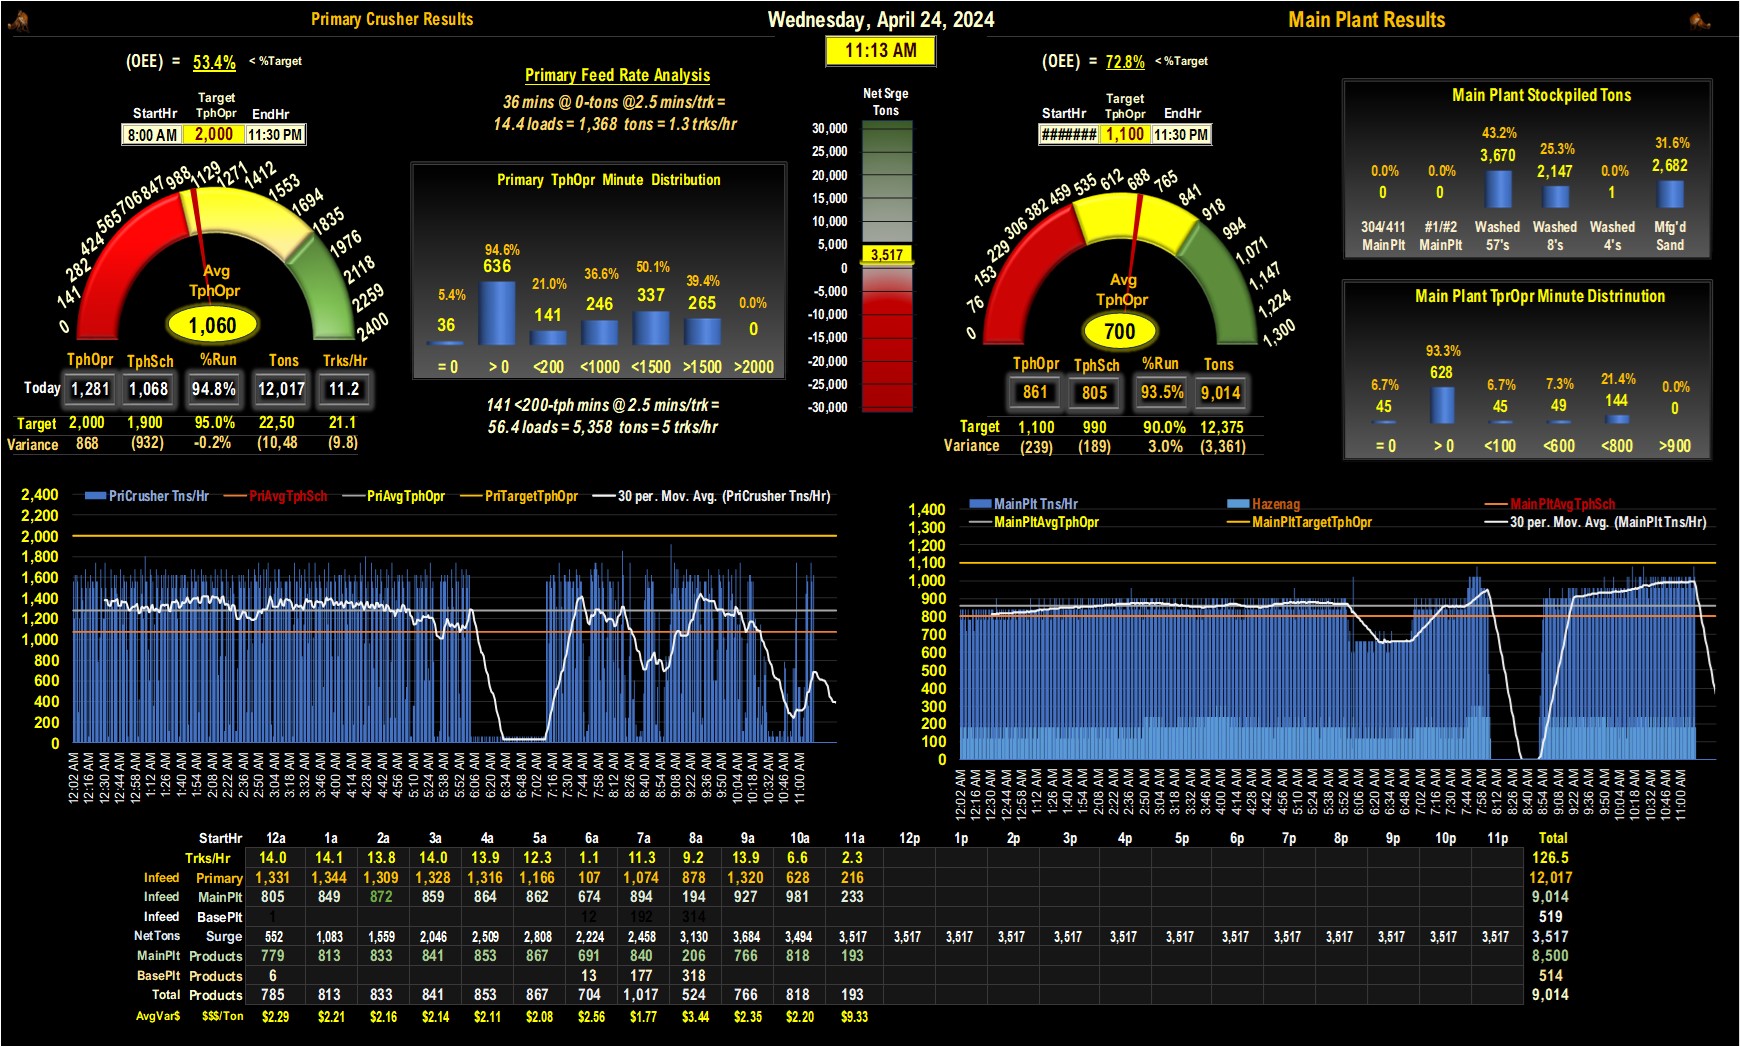 Primary Crusher Results
Wednesday, April 24, 2024
Main Plant Results
11:13 AM
(OEE) = 53.4% < %Target
Target
StartHr TphOpr EndHr
8:00 AM 2,000 11:30 PM
0 141 282 424 565 706 847 988 1129 1271 1412 1553 1694 1835 1976 2118 2259 2400
Avg
TphOpr
1,060
TphOpr TphSch %Run Tons Trks/Hr
Today 1,281 1,068 94.8% 12,017 11.2
Target 2,000 1,900 95.0% 22,50 21.1
Variance 868 (932) -0.2% (10,48 (9.8)
Primary Feed Rate Analysis
36 mins @ 0-tons @2.5 mins/trk =
14.4 loads = 1,368 tons = 1.3 trks/hr
Primary TphOpr Minute Distribution
5.4% 94.6% 21.0% 36.6% 50.1% 39.4% 0.0%
36 636 141 246 337 265 0
= 0 > 0 <200 <1000 <1500 >1500 >2000
141 <200-tph mins @ 2.5 mins/trk =
56.4 loads = 5,358 tons = 5 trks/hr
Net Srge
Tons
30,000
25,000
20,000
15,000
10,000
5,000
3,517
0
-5,000
-10,000
-15,000
-20,000
-25,000
-30,000
(OEE) = 72.8% < %Target
Target
StartHr TphOpr EndHr
####### 1,100 11:30 PM
0 76 153 229 306 382 459 535 612 688 765 841 918 994 1,071 1,147 1,224 1,300
Avg
TphOpr
700
TphOpr TphSch %Run Tons
861 805 93.5% 9,014
Target 1,100 990 90.0% 12,375
Variance (239) (189) 3.0% (3,361)
Main Plant Stockpiled Tons
0.0% 0.0% 43.2% 25.3% 0.0% 31.6%
0 0 3,670 2,147 1 2,682
304/411 #1/#2 Washed Washed Washed Mfg'd
MainPlt MainPlt 57's 8's 4's Sand
Main Plant TprOpr Minute Distrinution
6.7% 93.3% 6.7% 7.3% 21.4% 0.0%
45 628 45 49 144 0
= 0 > 0 <100 <600 <800 >900
PriCrusher Tns/Hr PriAvgTphSch PriAvgTphOpr PriTargetTphOpr 30 per. Mov. Avg. (PriCrusher Tns/Hr)
2,400
2,200
2,000
1,800
1,600
1,400
1,200
1,000
800
600
400
200
0
12:02 AM 12:16 AM 12:30 AM 12:44 AM 12:58 AM 1:12 AM 1:26 AM 1:40 AM 1:54 AM 2:08 AM 2:22 AM 2:36 AM 2:50 AM 3:04 AM 3:18 AM 3:32 AM 3:46 AM 4:00 AM 4:14 AM 4:28 AM 4:42 AM 4:56 AM 5:10 AM 5:24 AM 5:38 AM 5:52 AM 6:06 AM 6:20 AM 6:34 AM 6:48 AM 7:02 AM 7:16 AM 7:30 AM 7:44 AM 7:58 AM 8:12 AM 8:26 AM 8:40 AM 8:54 AM 9:08 AM 9:22 AM 9:36 AM 9:50 AM 10:04 AM 10:18 AM 10:32 AM 10:46 AM 11:00 AM
MainPlt Tns/Hr Hazenag MainPltAvgTphSch
MainPltAvgTphOpr MainPltTargetTphOpr 30 per. Mov. Avg. (MainPlt Tns/Hr)
1,400
1,300
1,200
1,100
1,000
900
800
700
600
500
400
300
200
100
0
12:02 AM 12:16 AM 12:30 AM 12:44 AM 12:58 AM 1:12 AM 1:26 AM 1:40 AM 1:54 AM 2:08 AM 2:22 AM 2:36 AM 2:50 AM 3:04 AM 3:18 AM 3:32 AM 3:46 AM 4:00 AM 4:14 AM 4:28 AM 4:42 AM 4:56 AM 5:10 AM 5:24 AM 5:38 AM 5:52 AM 6:06 AM 6:20 AM 6:34 AM 6:48 AM 7:02 AM 7:16 AM 7:30 AM 7:44 AM 7:58 AM 8:12 AM 8:26 AM 8:40 AM 8:54 AM 9:08 AM 9:22 AM 9:36 AM 9:50 AM 10:04 AM 10:18 AM 10:32 AM 10:46 AM 11:00 AM
StartHr 12a 1a 2a 3a 4a 5a 6a 7a 8a 9a 10a 11a 12p 1p 2p 3p 4p 5p 6p 7p 8p 9p 10p 11p Total
Trks/Hr 14.0 14.1 13.8 14.0 13.9 12.3 1.1 11.3 9.2 13.9 6.6 2.3 126.5
Infeed Primary 1,331 1,344 1,309 1,328 1,316 1,166 107 1,074 878 1,320 628 216 12,017
Infeed MainPlt 805 849 872 859 864 862 674 894 194 927 981 233 9,014
Infeed BasePlt 1 12 192 314 519
NetTons Surge 552 1,083 1,559 2,046 2,509 2,808 2,224 2,458 3,130 3,684 3,494 3,517 3,517 3,517 3,517 3,517 3,517 3,517 3,517 3,517 3,517 3,517 3,517 3,517 3,517
MainPlt Products 779 813 833 841 853 867 691 840 206 766 818 193 8,500
BasePlt Products 6 13 177 318 514
Total Products 785 813 833 841 853 867 704 1,017 524 766 818 193 9,014
AvgVar$ $$$/Ton $2.29 $2.21 $2.16 $2.14 $2.11 $2.08 $2.56 $1.77 $3.44 $2.35 $2.20 $9.33